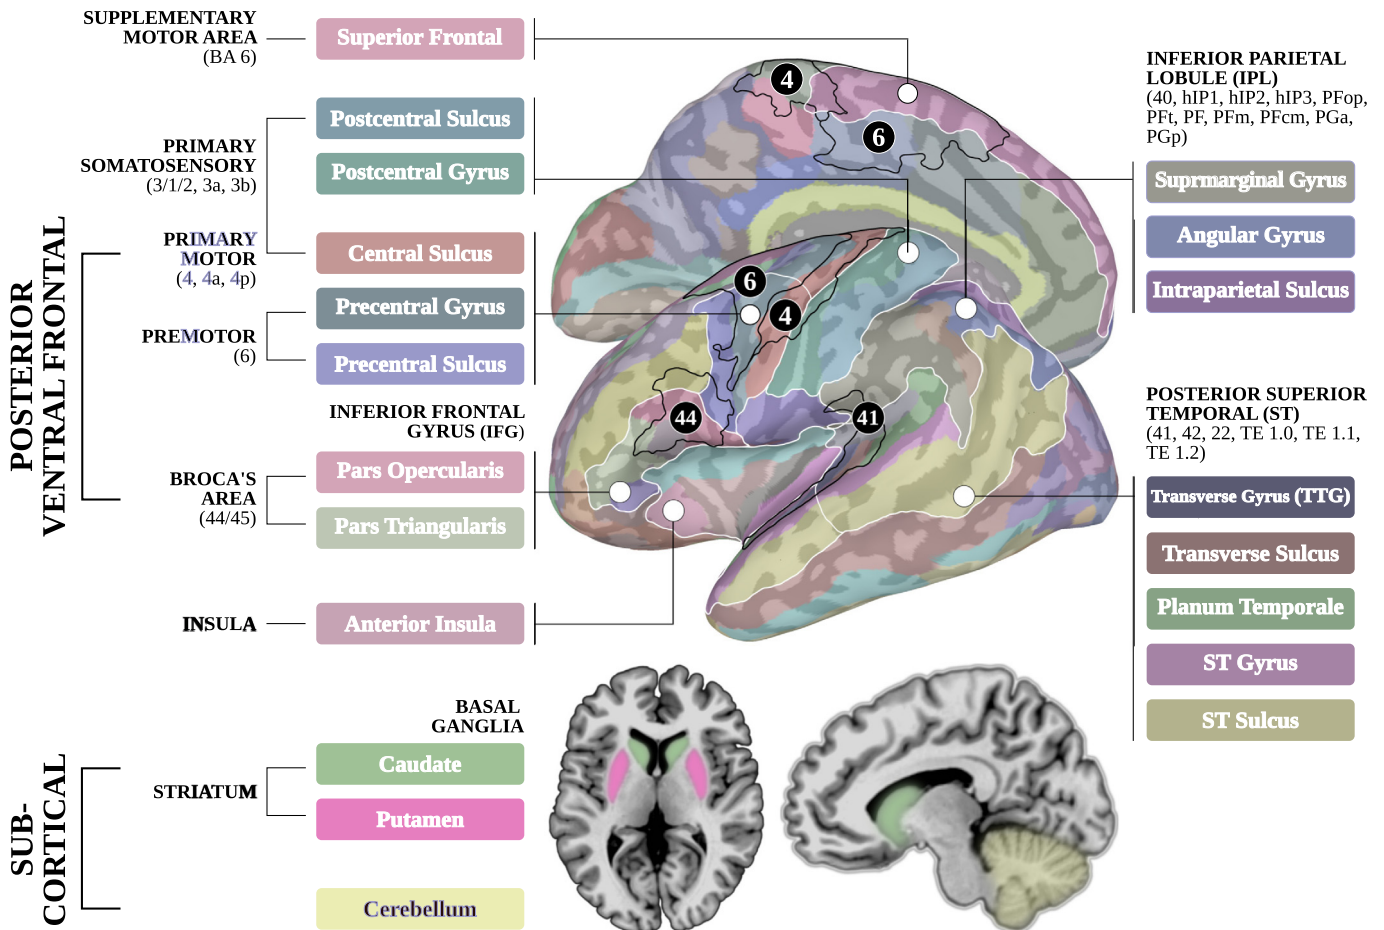 SUPPLEMENTARY
MOTOR AREA
(BA 6)
Superior Frontal
Postcentral Sulcus
PRIMARY
SOMATOSENSORY
(3/1/2, 3a, 3b)
Postcentral Gyrus
PRIMARY
MOTOR
(4, 4a, 4p)
Central Sulcus
Precentral Gyrus
PREMOTOR
(6)
Precentral Sulcus
POSTERIOR
VENTRAL FRONTAL
INFERIOR FRONTAL
GYRUS (IFG)
BROCA'S
AREA
(44/45)
Pars Opercularis
Pars Triangularis
INSULA
Anterior Insula
SUB-
CORTICAL
BASAL
GANGLIA
STRIATUM
Caudate
Putamen
Cerebellum
4
6
6
4
44
41
INFERIOR PARIETAL
LOBULE (IPL)
(40, hIP1, hIP2, hIP3, PFop,
PFt, PF, PFm, PFcm, PGa,
PGp)
Suprmarginal Gyrus
Angular Gyrus
Intraparietal Sulcus
POSTERIOR SUPERIOR
TEMPORAL (ST)
(41, 42, 22, TE 1.0, TE 1.1,
TE 1.2)
Transverse Gyrus (TTG)
Transverse Sulcus
Planum Temporale
ST Gyrus
ST Sulcus